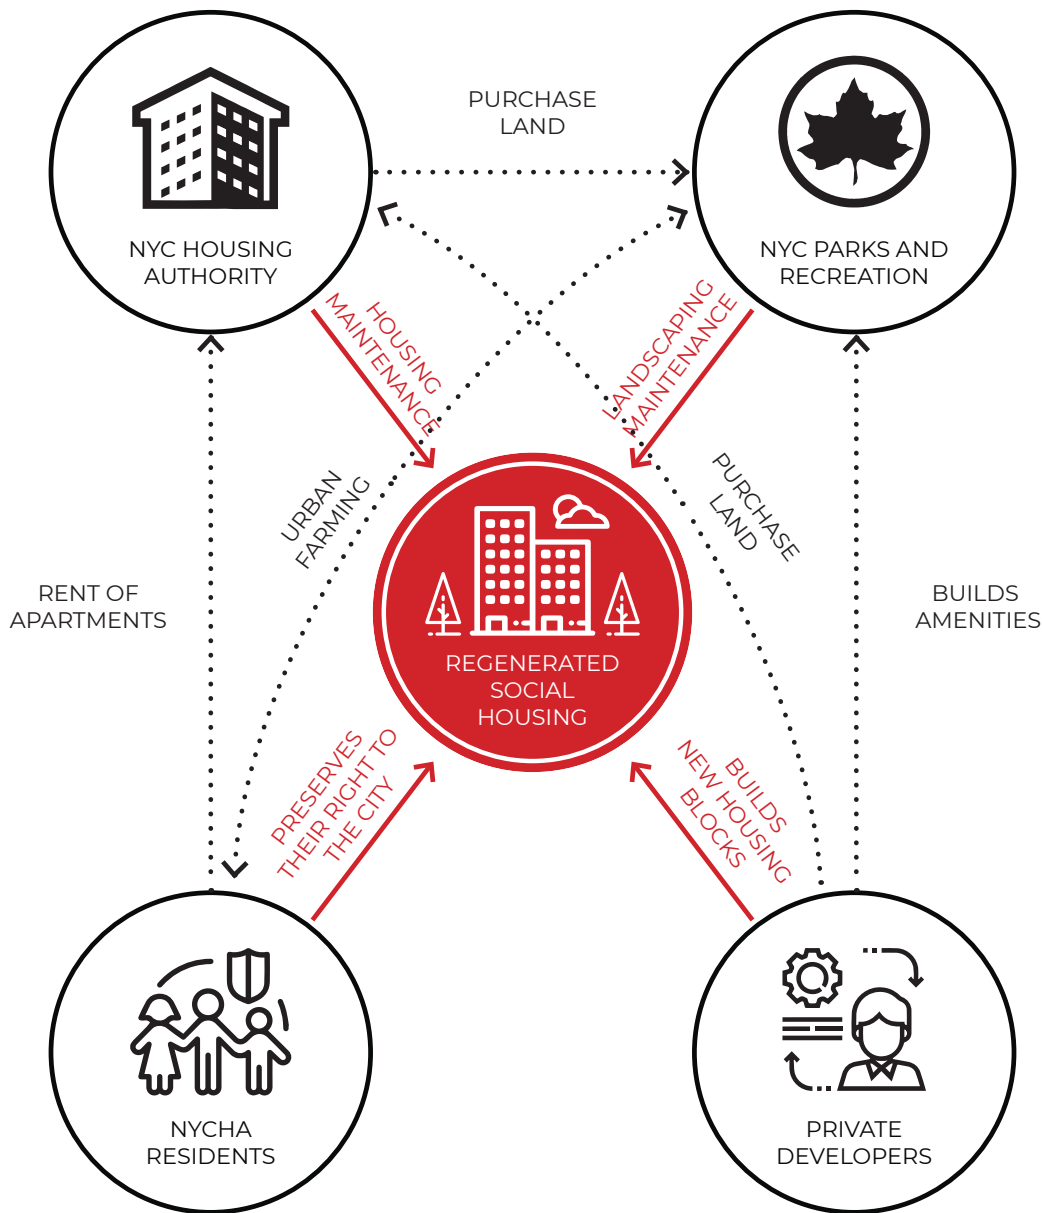 PURCHASE
LAND
NYC HOUSING
AUTHORITY
NYC PARKS AND
RECREATION
HOUSING
MAINTENANCE
LANDSCAPING
MAINTENANCE
URBAN
FARMING
PURCHASE
LAND
RENT OF
APARTMENTS
BUILDS
AMENITIES
REGENERATED
SOCIAL
HOUSING
PRESERVES
THEIR RIGHT TO
THE CITY
BUILDS
NEW HOUSING
BLOCKS
NYCHA
RESIDENTS
PRIVATE
DEVELOPERS